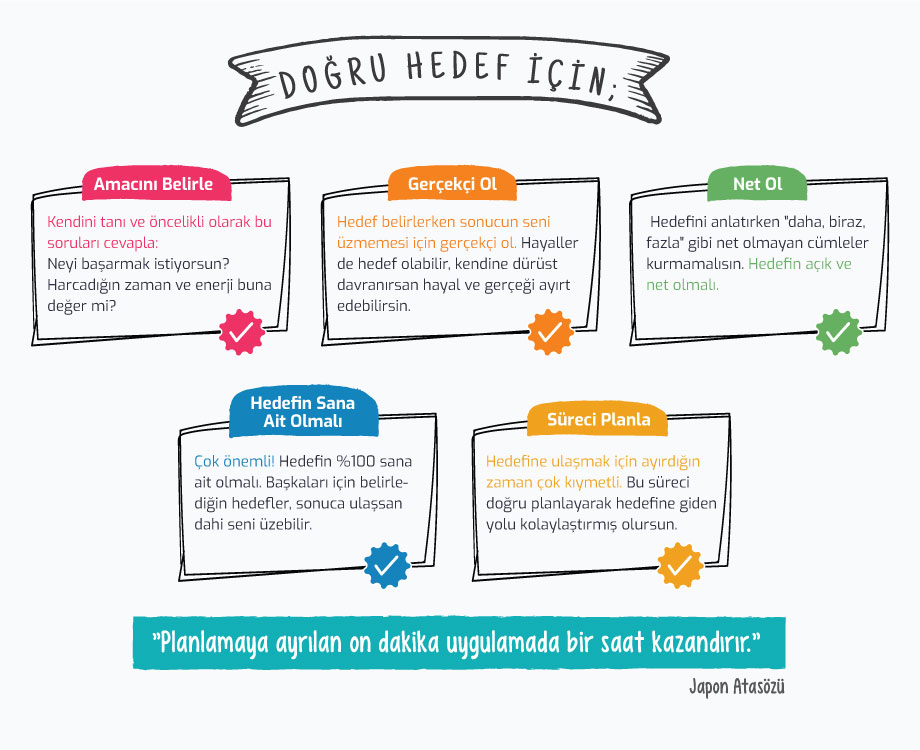 DOĞRU HEDEF İÇİN;
Amacını Belirle
Kendini tanı ve öncelikli olarak bu
soruları cevapla:
Neyi başarmak istiyorsun?
Harcadığın zaman ve enerji buna
değer mi?
Gerçekçi Ol
Hedef belirlerken sonucun seni
üzmemesi için gerçekçi ol. Hayaller
de hedef olabilir, kendine dürüst
davranırsan hayal ve gerçeği ayırt
edebilirsin.
Net Ol
Hedefini anlatırken "daha, biraz,
fazla" gibi net olmayan cümleler
kurmamalısın. Hedefin açık ve
net olmalı.
Hedefin Sana
Ait Olmalı
Çok önemli! Hedefin %100 sana
ait olmalı. Başkaları için belirle-
diğin hedefler, sonuca ulaşsan
dahi seni üzebilir.
Süreci Planla
Hedefine ulaşmak için ayırdığın
zaman çok kıymetli. Bu süreci
doğru planlayarak hedefine giden
yolu kolaylaştırmış olursun.
"Planlamaya ayrılan on dakika uygulamada bir saat kazandırır."
Japon Atasözü